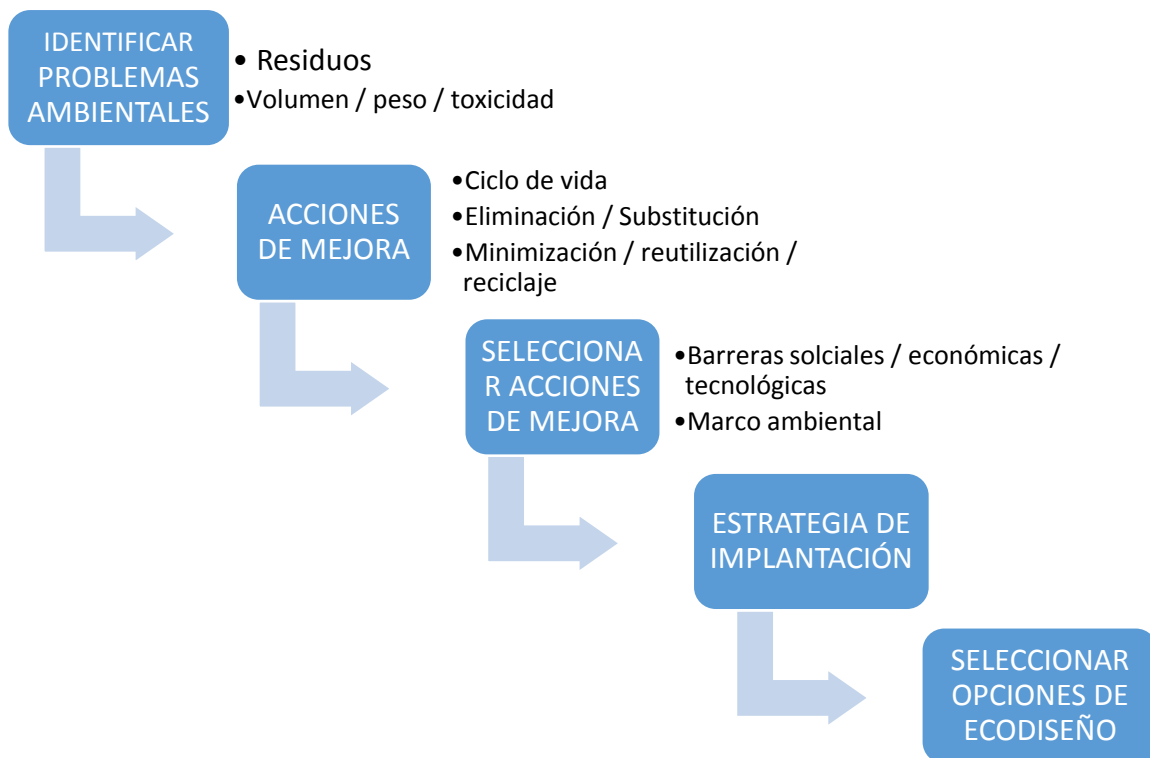 IDENTIFICAR
PROBLEMAS
AMBIENTALES
• Residuos
•Volumen / peso / toxicidad
ACCIONES
DE MEJORA
•Ciclo de vida
•Eliminación / Substitución
•Minimización / reutilización /
reciclaje
SELECCIONA
R ACCIONES
DE MEJORA
•Barreras solciales / económicas /
tecnológicas
•Marco ambiental
ESTRATEGIA DE
IMPLANTACIÓN
SELECCIONAR
OPCIONES DE
ECODISEÑO